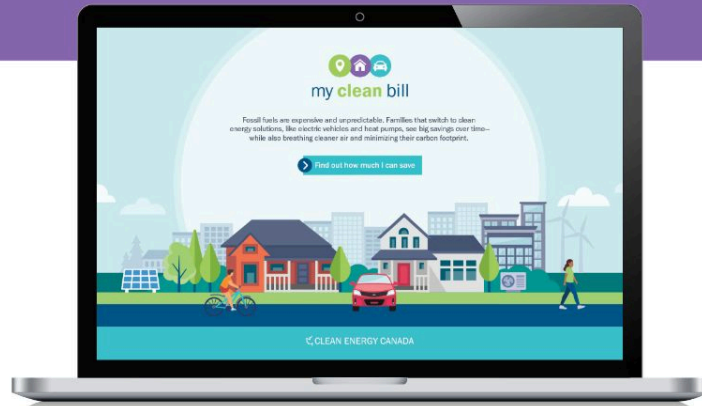 my clean bill
Fossil fuels are expensive and unpredictable. Families that switch to clean
energy solutions, like electric vehicles and heat pumps, see big savings over time—
while also breathing cleaner air and minimizing their carbon footprint.
Find out how much I can save
CLEAN ENERGY CANADA